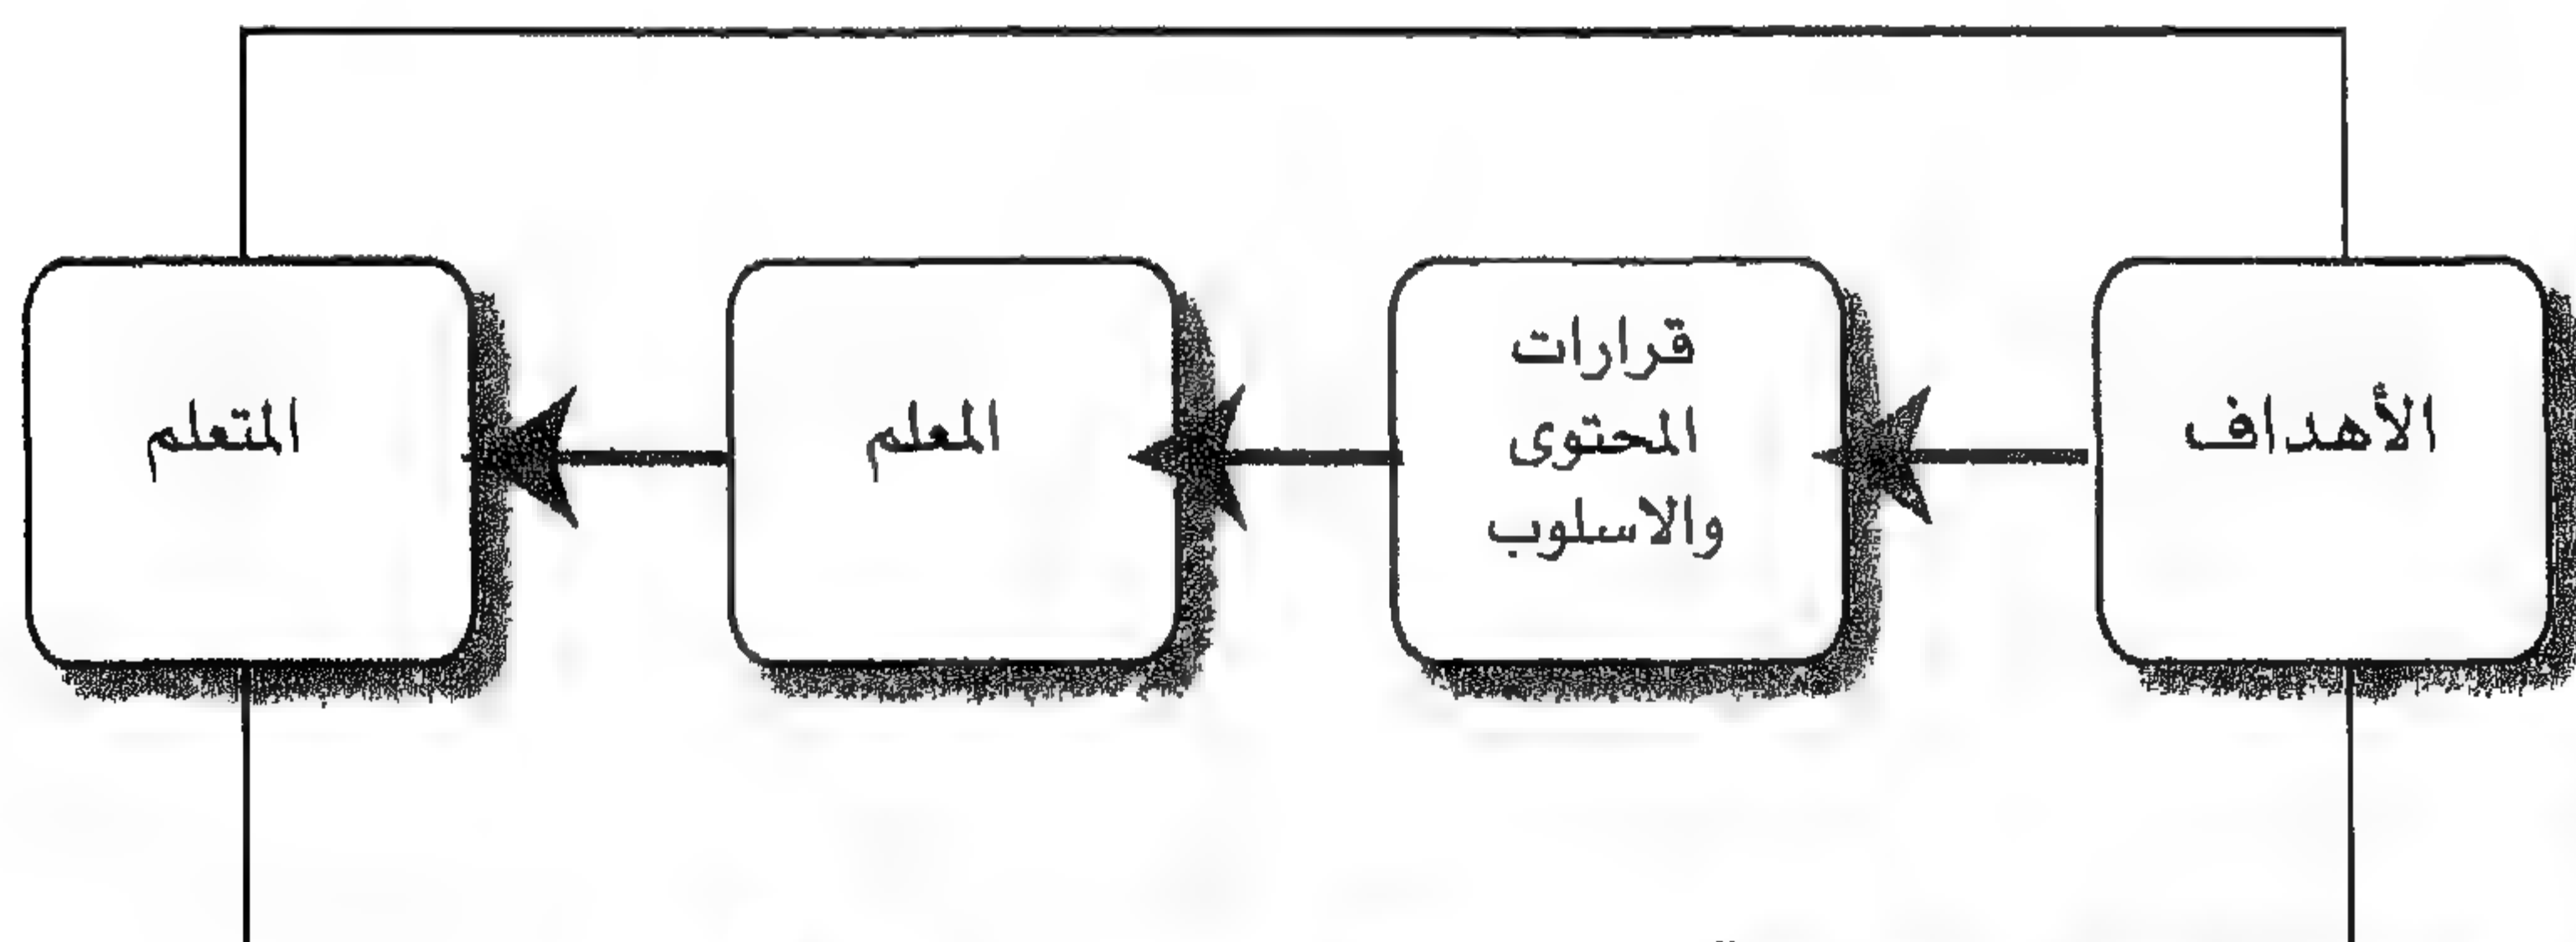 الأهداف
قرارات
المحتوى
والاسلوب
المعلم
المتعلم